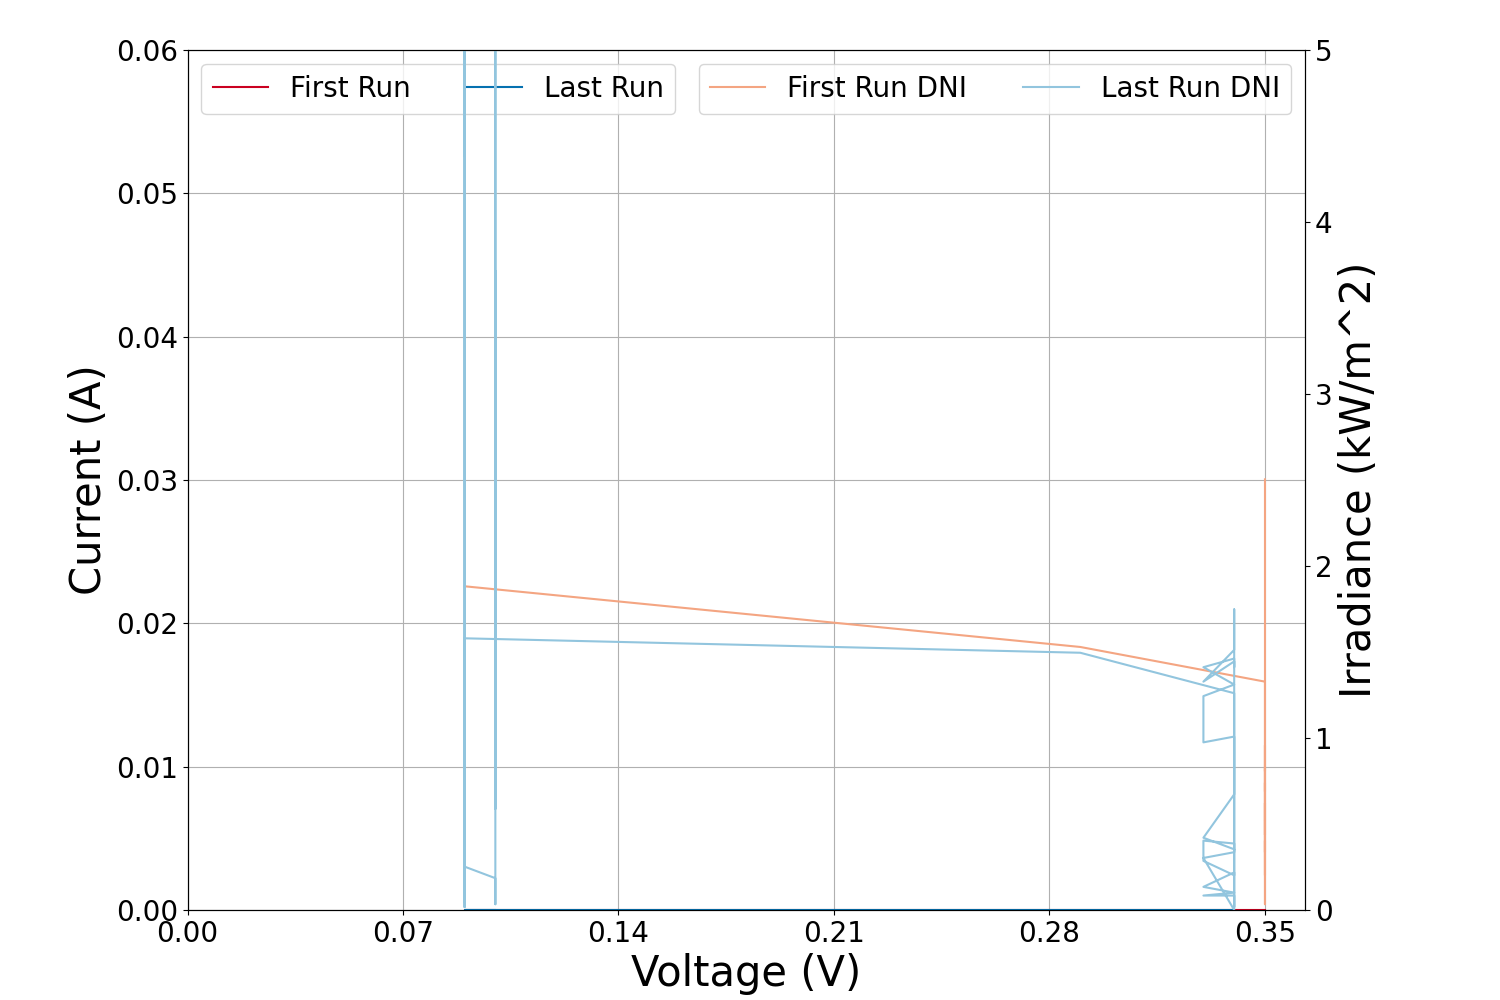 First Run
Last Run
First Run DNI
Last Run DNI
0.06
0.05
0.04
0.03
0.02
0.01
0.00
Current (A)
5
4
3
2
1
0
Irradiance (kW/m^2)
0.00 0.07 0.14 0.21 0.28 0.35
Voltage (V)